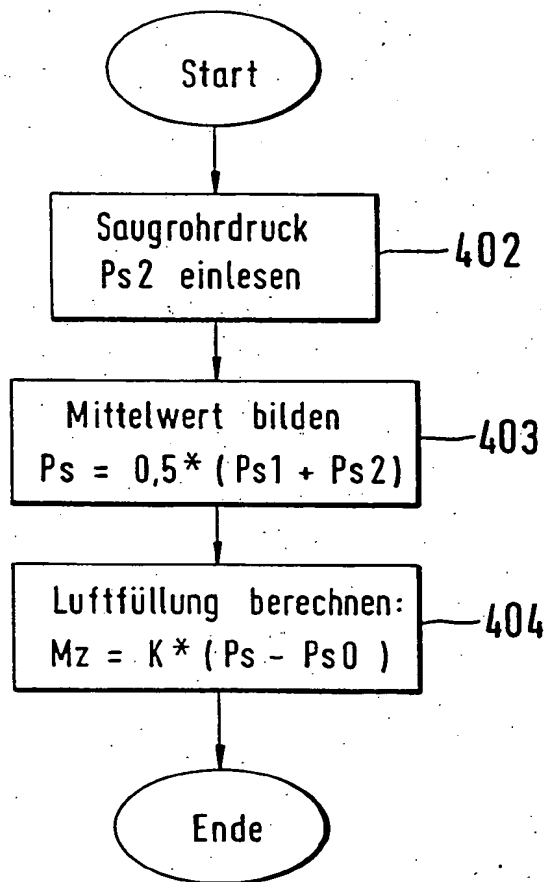 Start
Saugrohrdruck
Ps2 einlesen
402
Mittelwert bilden
Ps = 0,5* (Ps1 + Ps2)
403
Luftfüllung berechnen:
Mz = K* (Ps - Ps0 )
404
Ende